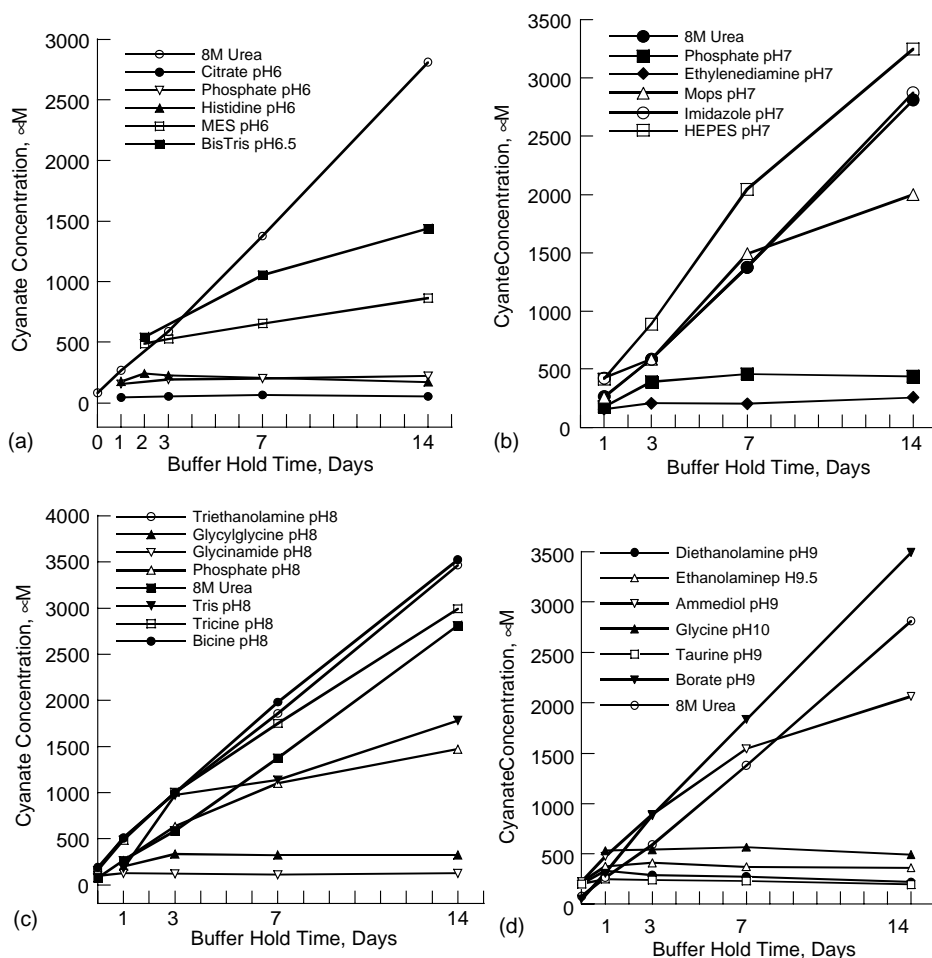 3000
2500
2000
1500
1000
500
0
Cyanate Concentration, ∝M
8M Urea
Citrate pH6
Phosphate pH6
Histidine pH6
MES pH6
BisTris pH6.5
0 1 2 3 7 14
(a)
Buffer Hold Time, Days
3500
3000
2500
2000
1500
1000
500
0
CyanteConcentration, ∝M
8M Urea
Phosphate pH7
Ethylenediamine pH7
Mops pH7
Imidazole pH7
HEPES pH7
1 3 7 14
(b)
Buffer Hold Time, Days
4000
3500
3000
2500
2000
1500
1000
500
0
Cyanate Concentration, ∝M
Triethanolamine pH8
Glycylglycine pH8
Glycinamide pH8
Phosphate pH8
8M Urea
Tris pH8
Tricine pH8
Bicine pH8
1 3 7 14
(c)
Buffer Hold Time, Days
3500
3000
2500
2000
1500
1000
500
0
CyanateConcentration, ∝M
Diethanolamine pH9
Ethanolaminep H9.5
Ammediol pH9
Glycine pH10
Taurine pH9
Borate pH9
8M Urea
1 3 7 14
(d)
Buffer Hold Time, Days